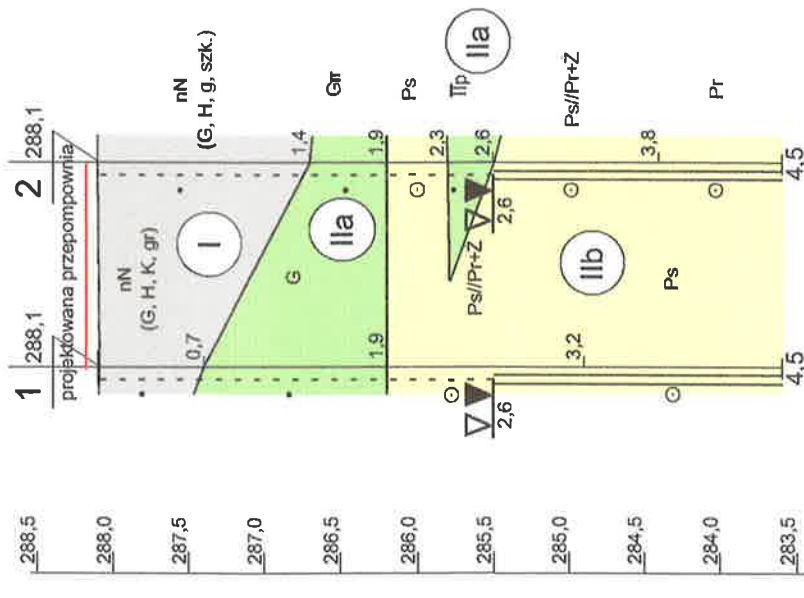 1
2
288,1
288,1
projektowana przepompownia
nN
(G, H, K, gr)
I
nN
(G, H, g, szk.)
0,7
1,4
G
IIa
Gπ
1,9
1,9
Ps
2,3
πp
IIa
2,6
2,6
2,6
Ps//Pr+Ż
Ps//Pr+Ż
IIb
3,2
3,8
Ps
Pr
4,5
4,5
288,5
288,0
287,5
287,0
286,5
286,0
285,5
285,0
284,5
284,0
283,5